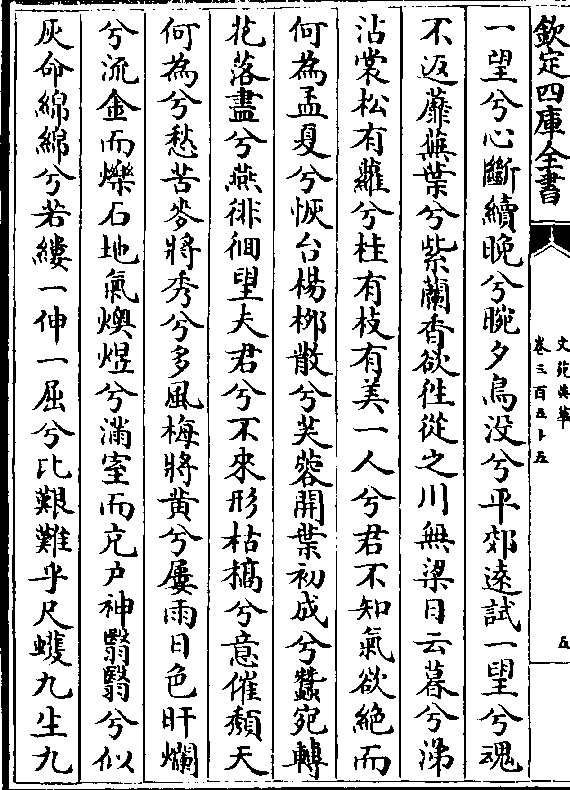 欽定四庫全書
文苑英華
卷三百五十五
五
一望兮心斷續晚兮晼夕鳥没兮平郊遠試一望兮魂
不返蘼蕪葉兮紫蘭香欲徃從之川無梁日云暮兮涕
沾裳松有蘿兮柱有枝有美一人兮君不知氣欲絶而
何為孟夏兮恢台楊栁散兮芙蓉開葉初成兮蠶宛轉
花落盡兮燕徘徊望夫君兮不來形枯槁兮意催頽天
何為兮愁苦麥將秀兮多風梅將黄兮屢雨日色旰爛
兮流金而爍石地氣燠煜兮滿室而充户神翳翳兮似
灰命綿綿兮若縷一伸一屈兮比艱難乎尺蠖九生九